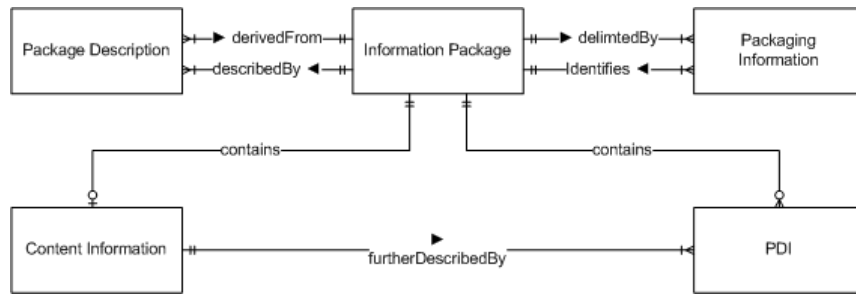 Package Description
derivedFrom
describedBy
Information Package
delimtedBy
Identifies
Packaging
Information
contains
contains
Content Information
furtherDescribedBy
PDI